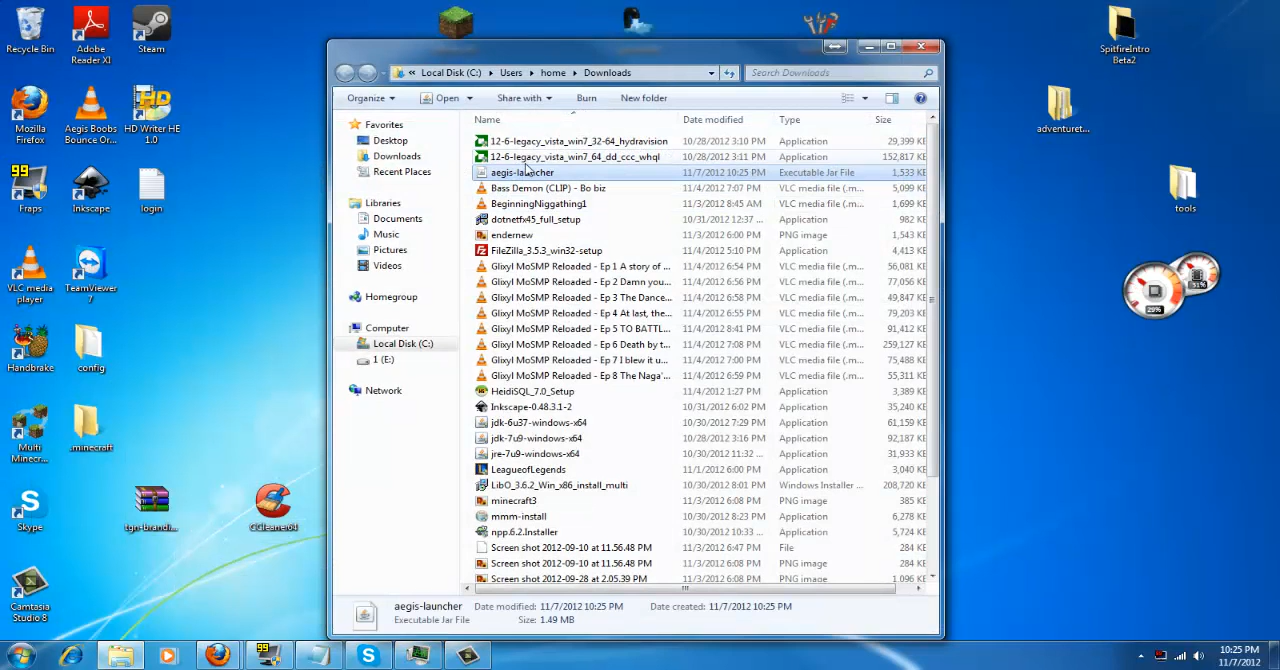 Recycle Bin
Adobe
Reader XI
Steam
Mozilla
Firefox
Aegis Boobs
Bounce Or...
HD Writer HE
1.0
99
Fraps
Inkscape
login
VLC media
player
TeamViewer
7
Handbrake
config
Multi
Minecr...
.minecraft
Skype
tgn-brandi...
CCleaner64
Camtasia
Studio 8
SpitfireIntro
Beta2
adventuret...
tools
29%
31%
« Local Disk (C:) Users home Downloads
Search Downloads
Organize Open Share with Burn New folder
Favorites
Desktop
Downloads
Recent Places
Libraries
Documents
Music
Pictures
Videos
Homegroup
Computer
Local Disk (C:)
1 (E:)
Network
Name Date modified Type Size
12-6-legacy_vista_win7_32-64_hydravision 10/28/2012 3:10 PM Application 29,399 KB
12-6-legacy_vista_win7_64_dd_ccc_whql 10/28/2012 3:11 PM Application 152,817 KB
aegis-launcher 11/7/2012 10:25 PM Executable Jar File 1,533 KB
Bass Demon (CLIP) - Bo biz 11/4/2012 7:07 PM VLC media file (.m... 5,099 KB
BeginningNiggathing1 11/3/2012 8:45 AM VLC media file (.m... 1,699 KB
dotnetfx45_full_setup 10/31/2012 12:37 ... Application 982 KB
endernew 11/3/2012 6:00 PM PNG image 1,543 KB
FileZilla_3.5.3_win32-setup 11/4/2012 5:10 PM Application 4,413 KB
Glixyl MoSMP Reloaded - Ep 1 A story of ... 11/4/2012 6:54 PM VLC media file (.m... 56,081 KB
Glixyl MoSMP Reloaded - Ep 2 Damn you... 11/4/2012 6:58 PM VLC media file (.m... 77,056 KB
Glixyl MoSMP Reloaded - Ep 3 The Dance... 11/4/2012 6:58 PM VLC media file (.m... 49,847 KB
Glixyl MoSMP Reloaded - Ep 4 At last, the... 11/4/2012 7:03 PM VLC media file (.m... 79,203 KB
Glixyl MoSMP Reloaded - Ep 5 TO BATTL... 11/4/2012 8:41 PM VLC media file (.m... 91,412 KB
Glixyl MoSMP Reloaded - Ep 6 Death by t... 11/4/2012 7:08 PM VLC media file (.m... 259,127 KB
Glixyl MoSMP Reloaded - Ep 7 I blew it u... 11/4/2012 7:00 PM VLC media file (.m... 75,488 KB
Glixyl MoSMP Reloaded - Ep 8 The Naga'... 11/4/2012 6:59 PM VLC media file (.m... 55,311 KB
HeidiSQL_7.0_Setup 11/4/2012 1:27 PM Application 3,389 KB
Inkscape-0.48.3.1-2 10/31/2012 6:02 PM Application 35,240 KB
jdk-6u37-windows-x64 10/30/2012 7:29 PM Application 61,159 KB
jdk-7u9-windows-x64 10/28/2012 3:16 PM Application 92,187 KB
jre-7u9-windows-x64 10/30/2012 11:32 ... Application 31,933 KB
LeagueofLegends 11/1/2012 6:00 PM Application 3,040 KB
LibO_3.6.2_Win_x86_install_multi 10/30/2012 8:01 PM Windows Installer ... 208,720 KB
minecraft3 11/3/2012 6:08 PM PNG image 385 KB
mmm-install 10/30/2012 8:23 PM Application 6,278 KB
npp.6.2.Installer 10/30/2012 10:33 ... Application 5,724 KB
Screen shot 2012-09-10 at 11.56.48 PM 11/3/2012 6:47 PM File 284 KB
Screen shot 2012-09-10 at 11.56.48 PM 11/3/2012 6:08 PM PNG image 284 KB
Screen shot 2012-09-28 at 2.05.39 PM 11/3/2012 6:08 PM PNG image 1,096 KB
aegis-launcher Date modified: 11/7/2012 10:25 PM Date created: 11/7/2012 10:25 PM
Executable Jar File Size: 1.49 MB
99
10:25 PM
11/7/2012